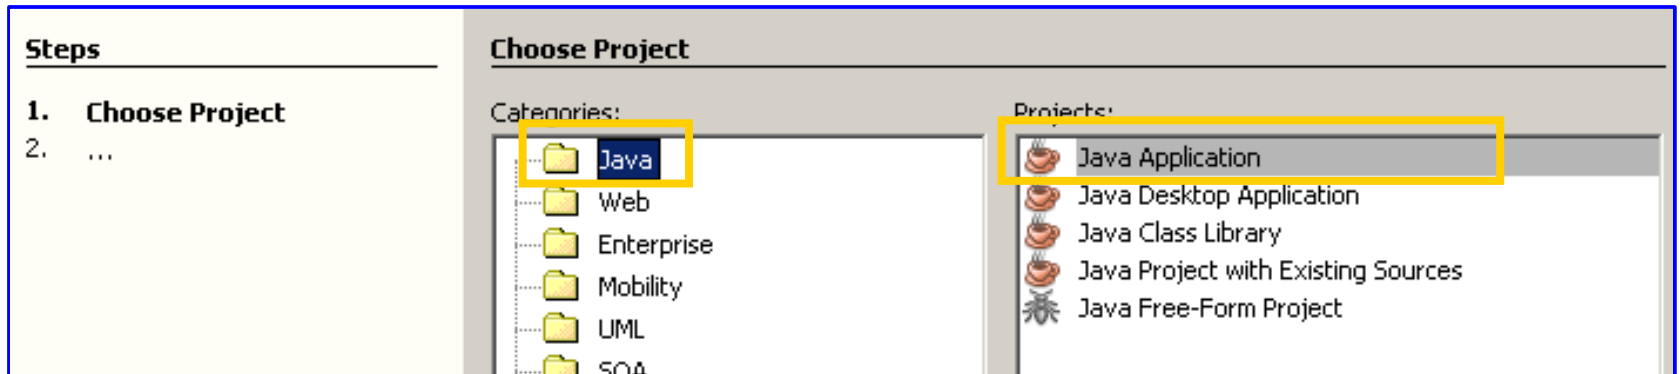 Steps
1. Choose Project
2. ...
Choose Project
Categories:
Java
Web
Enterprise
Mobility
UML
SOA
Projects:
Java Application
Java Desktop Application
Java Class Library
Java Project with Existing Sources
Java Free-Form Project